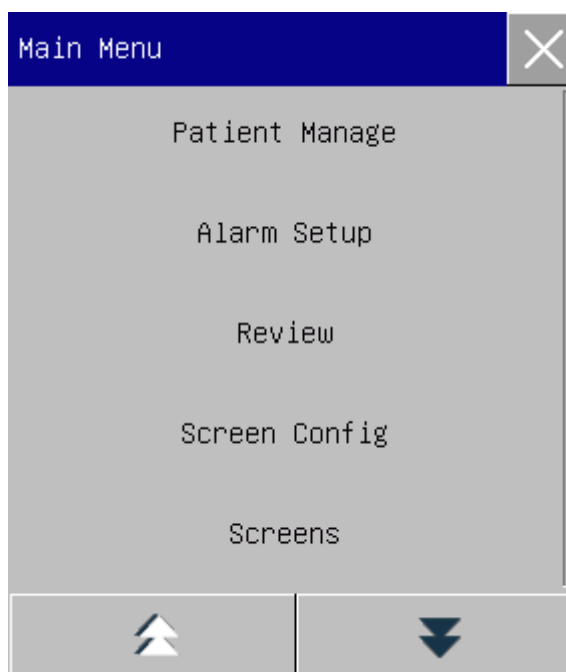 Main Menu
Patient Manage
Alarm Setup
Review
Screen Config
Screens